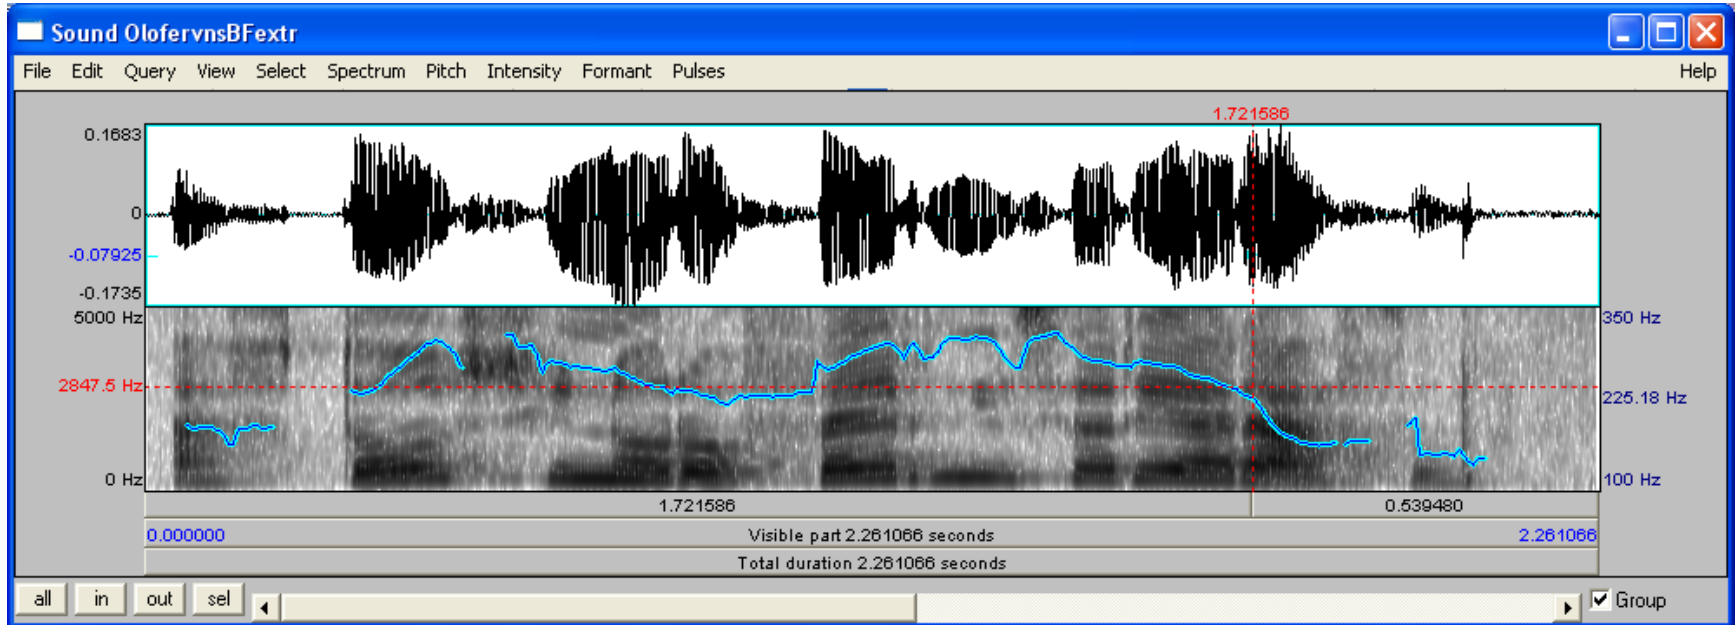 Sound OlofervnsBFextr
File Edit Query View Select Spectrum Pitch Intensity Formant Pulses Help
1.721586
0.1683
0
-0.07925
-0.1735
5000 Hz 350 Hz
2847.5 Hz 225.18 Hz
0 Hz 100 Hz
1.721586 0.539480
0.000000 Visible part 2.261066 seconds 2.261066
Total duration 2.261066 seconds
all in out sel Group